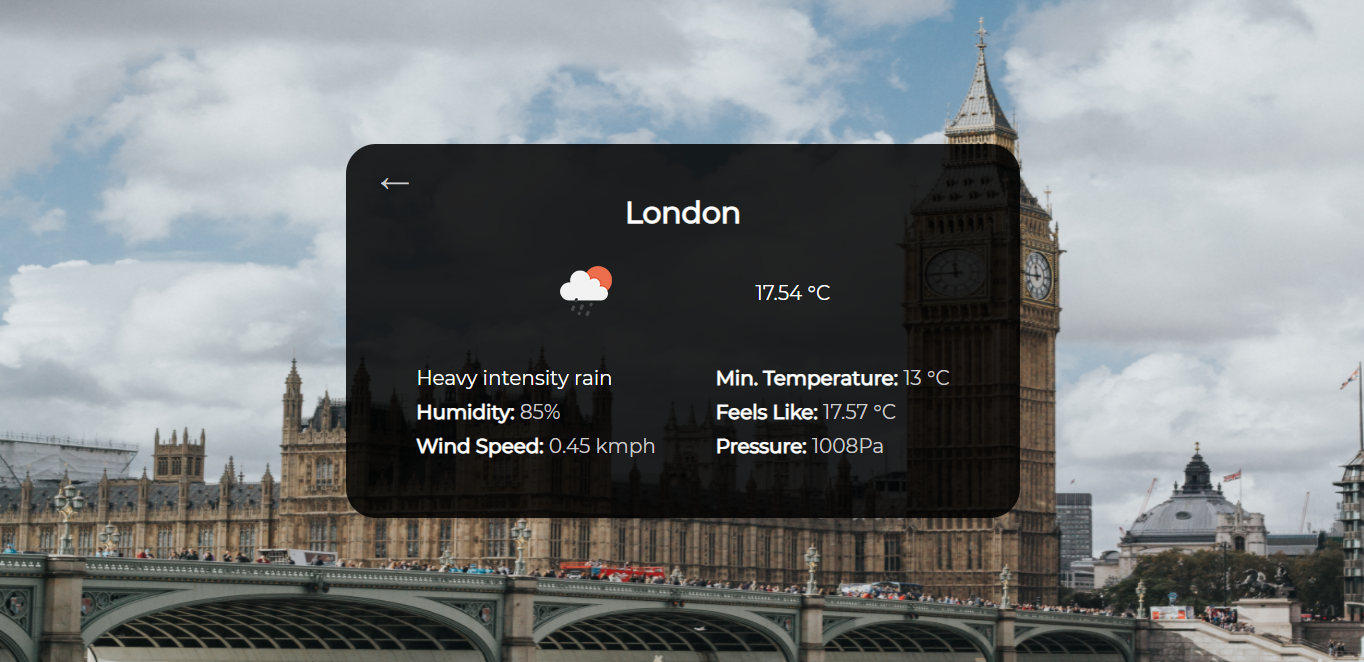 ←
London
17.54 °C
Heavy intensity rain
Humidity: 85%
Wind Speed: 0.45 kmph
Min. Temperature: 13 °C
Feels Like: 17.57 °C
Pressure: 1008Pa